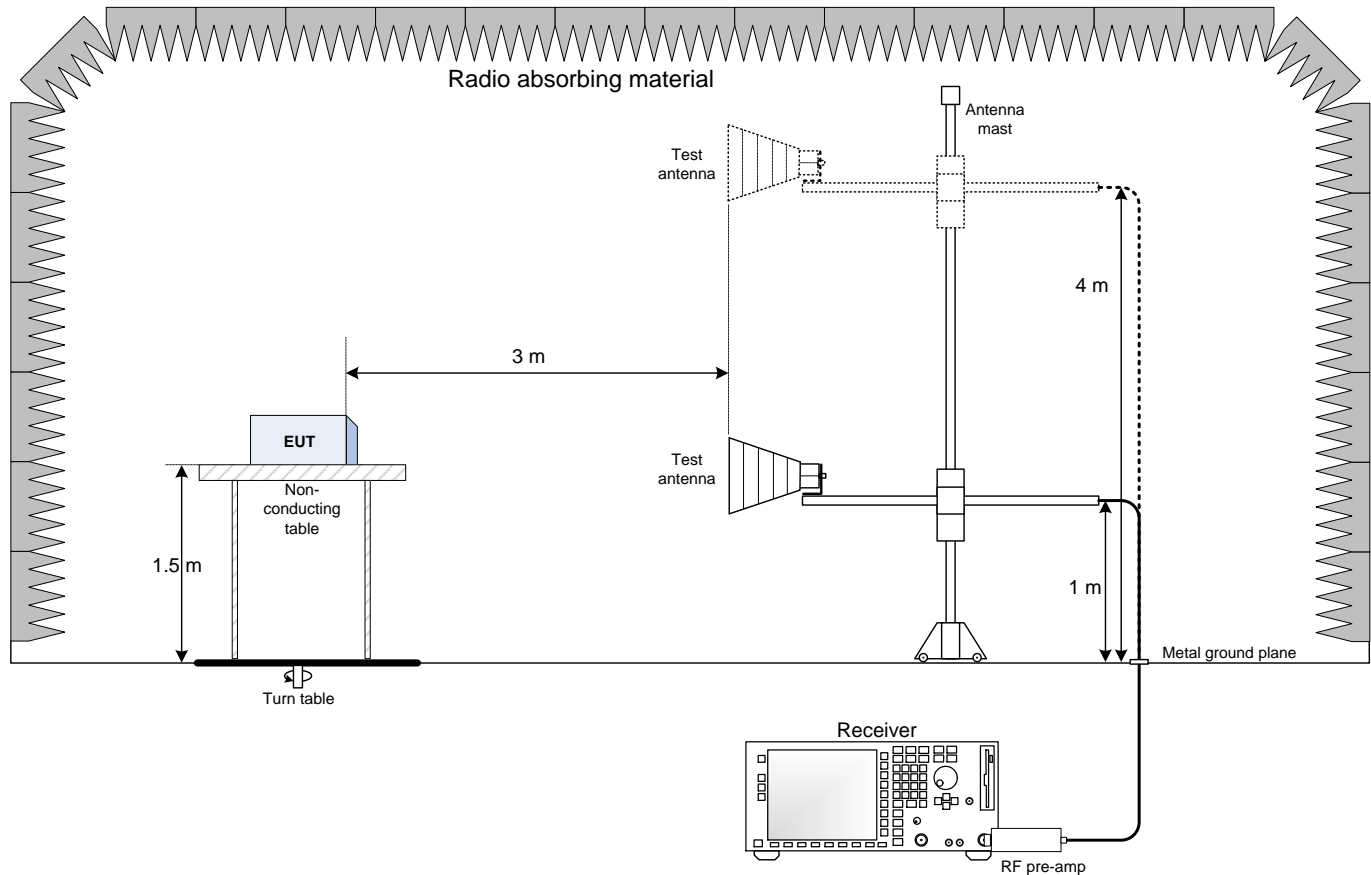 Radio absorbing material
Antenna
mast
Test
antenna
4 m
3 m
EUT
Test
antenna
Non-
conducting
table
1.5 m
1 m
Metal ground plane
Turn table
Receiver
RF pre-amp